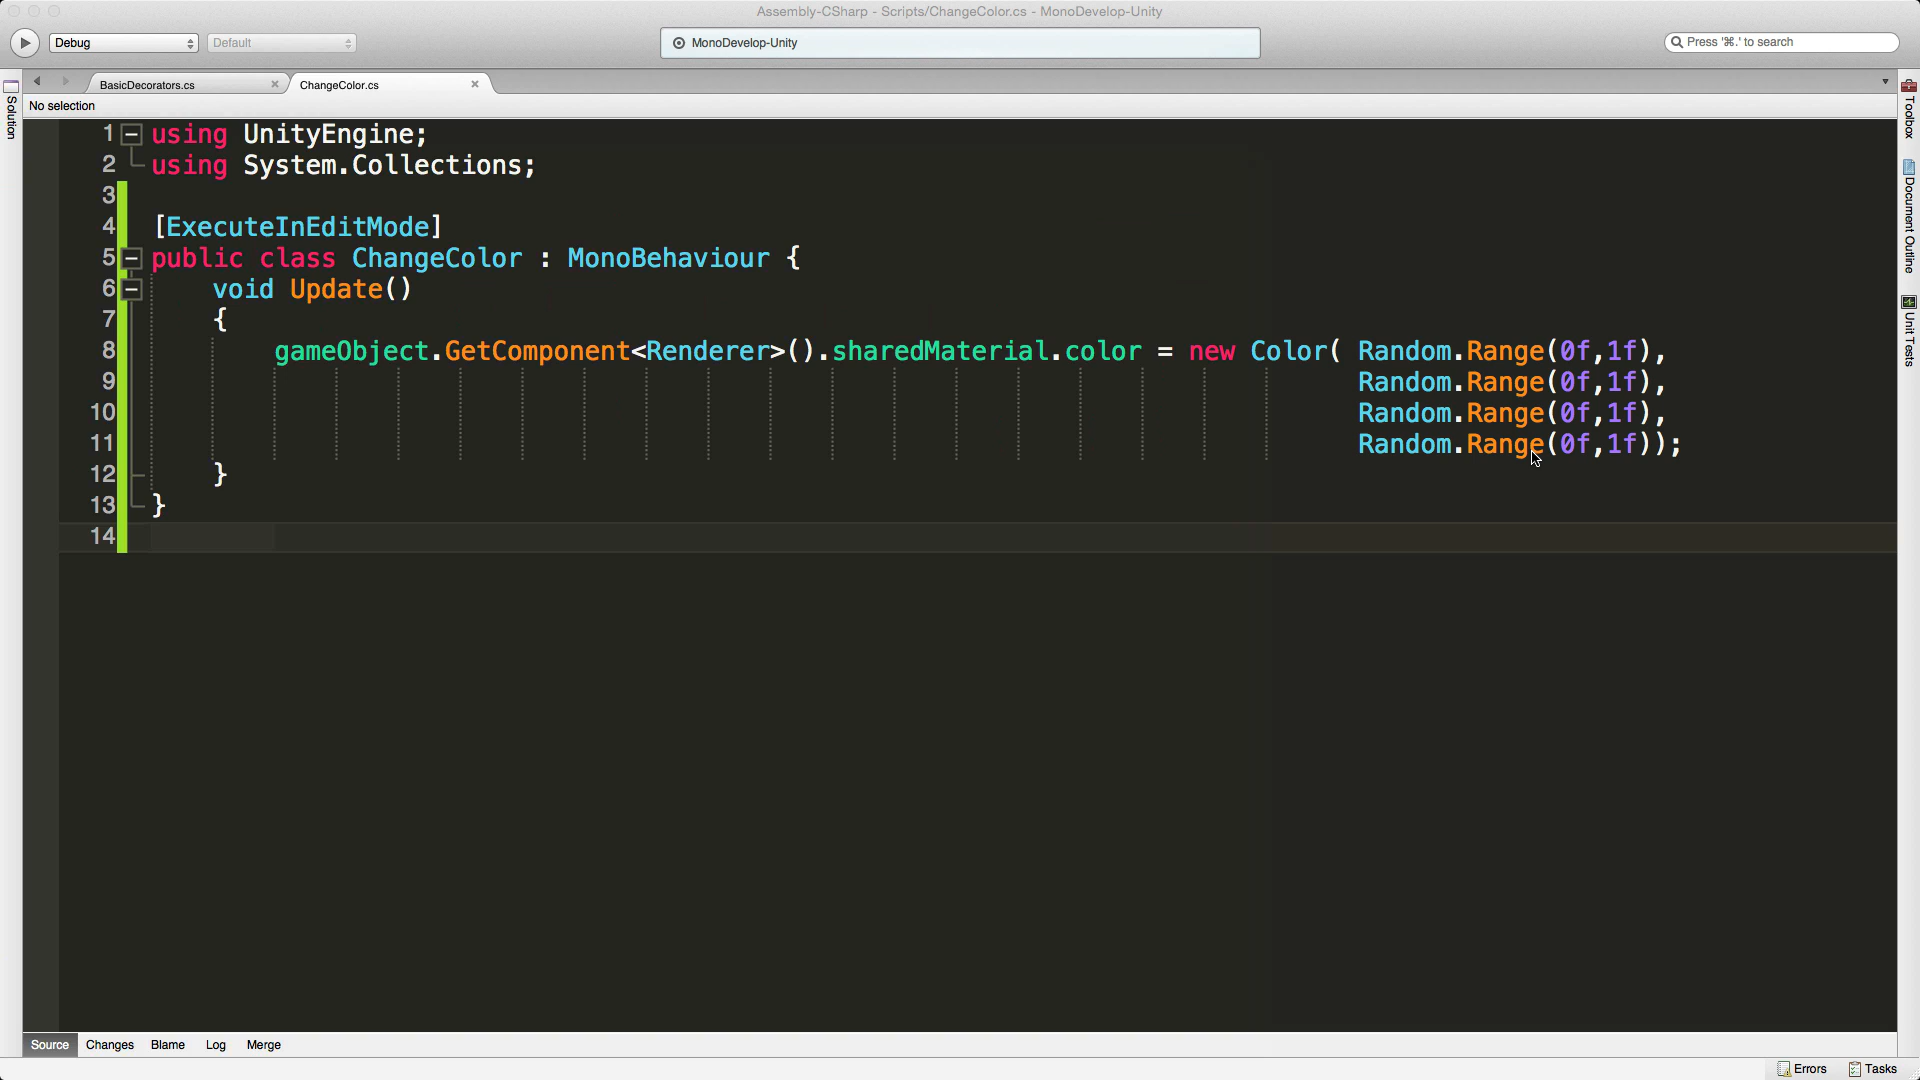 Assembly-CSharp - Scripts/ChangeColor.cs - MonoDevelop-Unity
Debug
Default
MonoDevelop-Unity
Press '⌘.' to search
BasicDecorators.cs
ChangeColor.cs
No selection
Solution
Toolbox
Document Outline
Unit Tests
1 using UnityEngine;
2 using System.Collections;
3
4 [ExecuteInEditMode]
5 public class ChangeColor : MonoBehaviour {
6 void Update()
7 {
8 gameObject.GetComponent<Renderer>().sharedMaterial.color = new Color( Random.Range(0f,1f),
9 Random.Range(0f,1f),
10 Random.Range(0f,1f),
11 Random.Range(0f,1f));
12 }
13 }
14
Source Changes Blame Log Merge
Errors Tasks